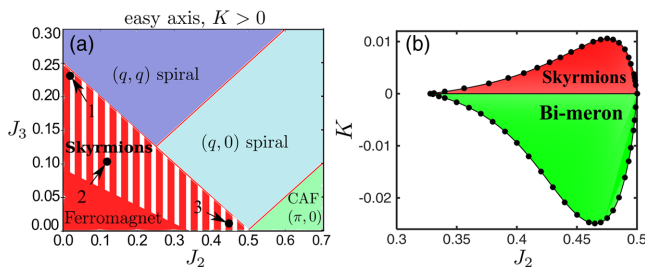 easy axis, K > 0
(a)
0.30
0.25
0.20
0.15
0.10
0.05
0.00
J₃
(q, q) spiral
(q, 0) spiral
1
Skyrmions
2
3
Ferromagnet
CAF
(π, 0)
0.0 0.1 0.2 0.3 0.4 0.5 0.6 0.7
J₂
(b)
0.01
0
-0.01
-0.02
K
Skyrmions
Bi-meron
0.3 0.35 0.4 0.45 0.5
J₂